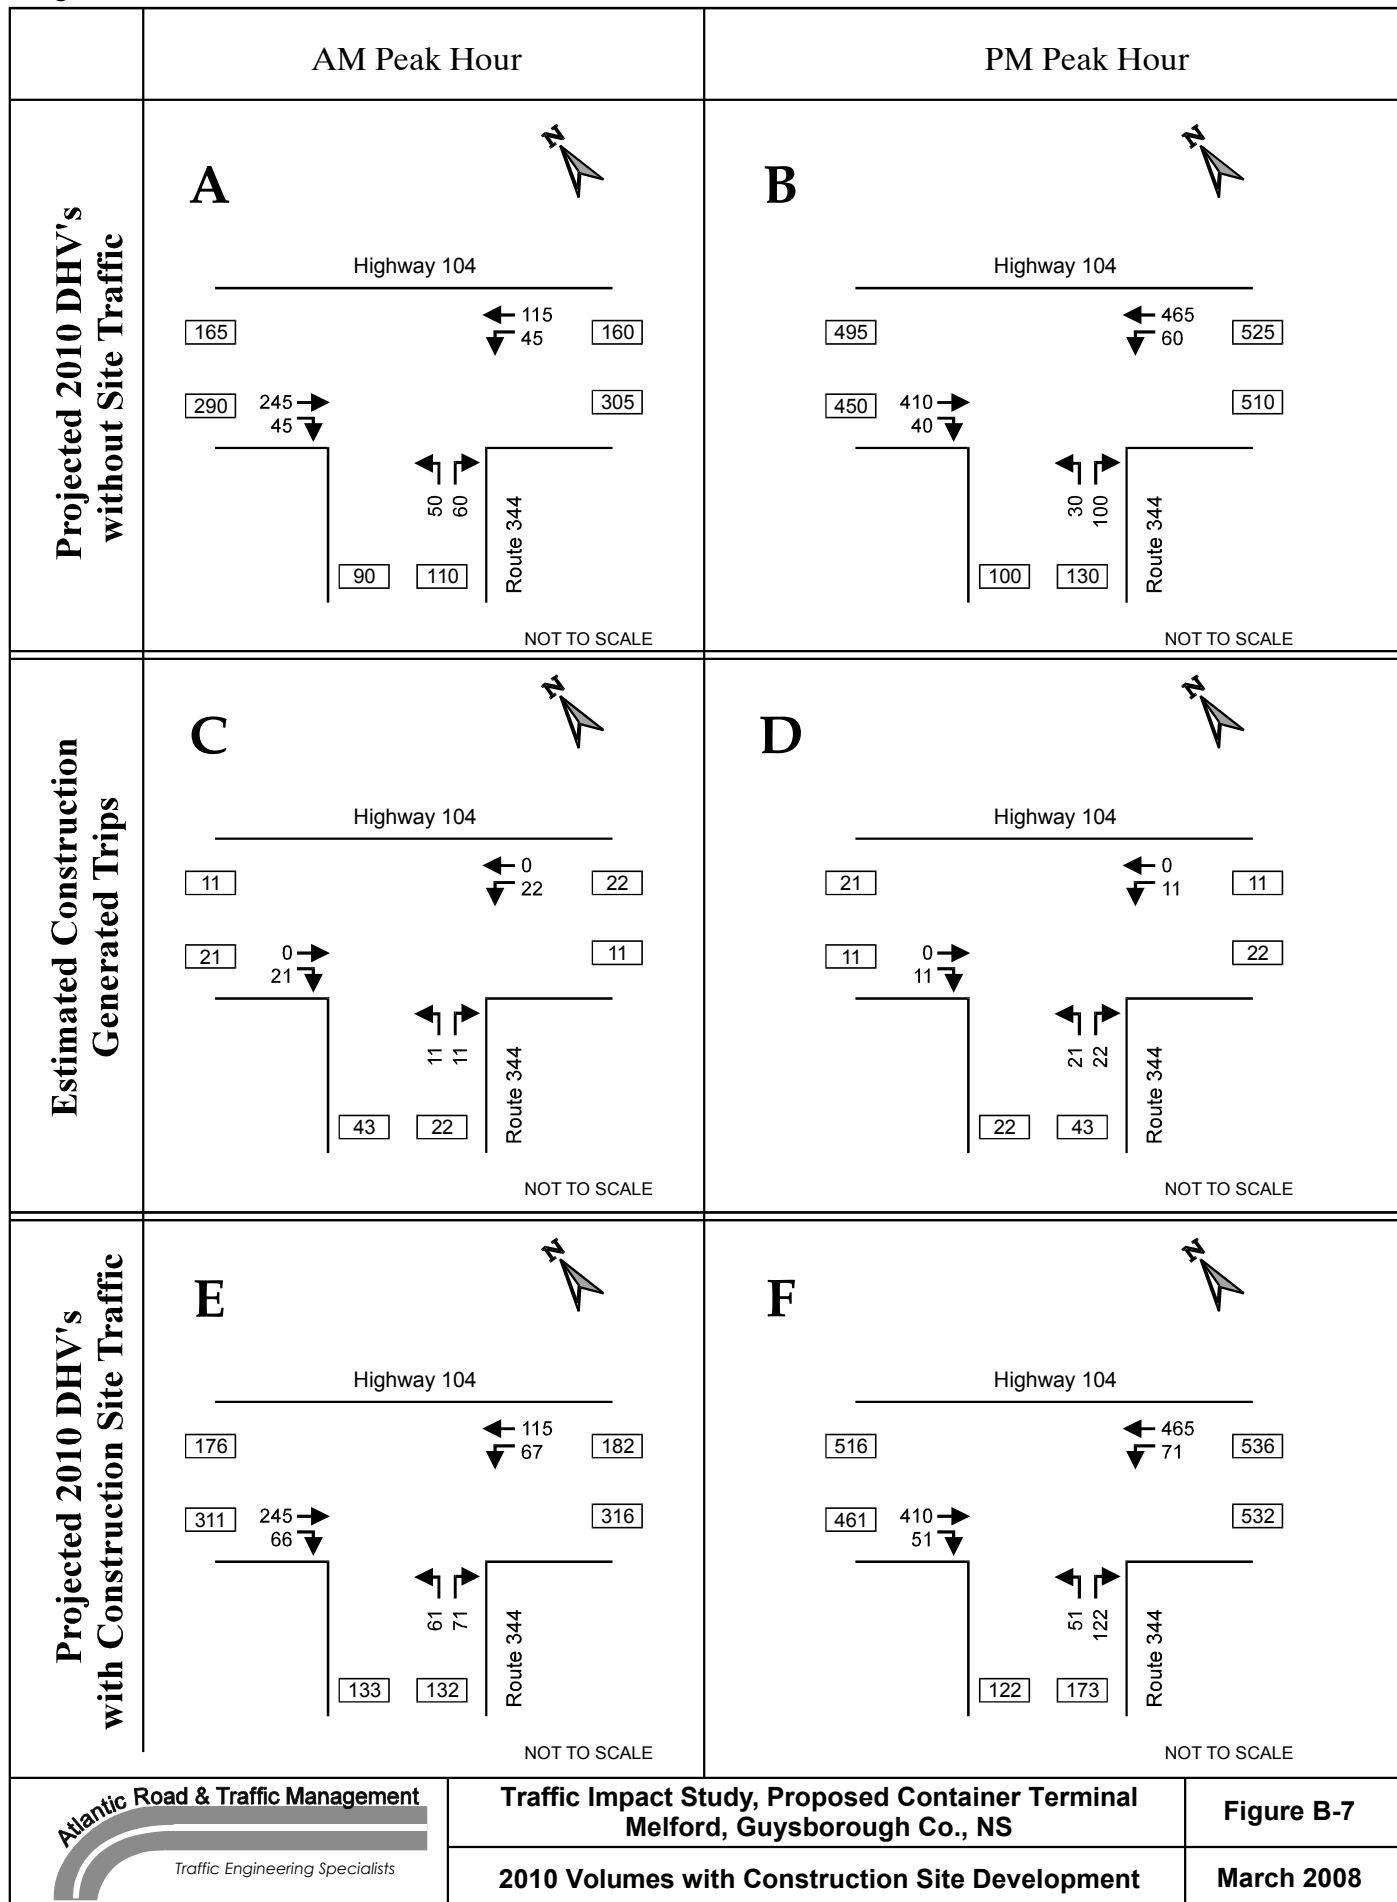 AM Peak Hour
PM Peak Hour
Projected 2010 DHV's
without Site Traffic
A
N
Highway 104
165
115
45
160
290
245
45
305
50
60
Route 344
90
110
NOT TO SCALE
B
N
Highway 104
495
465
60
525
450
410
40
510
30
100
Route 344
100
130
NOT TO SCALE
Estimated Construction
Generated Trips
C
N
Highway 104
11
0
22
22
21
0
21
11
11
11
Route 344
43
22
NOT TO SCALE
D
N
Highway 104
21
0
11
11
11
0
11
22
21
22
Route 344
22
43
NOT TO SCALE
Projected 2010 DHV's
with Construction Site Traffic
E
N
Highway 104
176
115
67
182
311
245
66
316
61
71
Route 344
133
132
NOT TO SCALE
F
N
Highway 104
516
465
71
536
461
410
51
532
51
122
Route 344
122
173
NOT TO SCALE
Atlantic Road & Traffic Management
Traffic Engineering Specialists
Traffic Impact Study, Proposed Container Terminal
Melford, Guysborough Co., NS
Figure B-7
2010 Volumes with Construction Site Development
March 2008